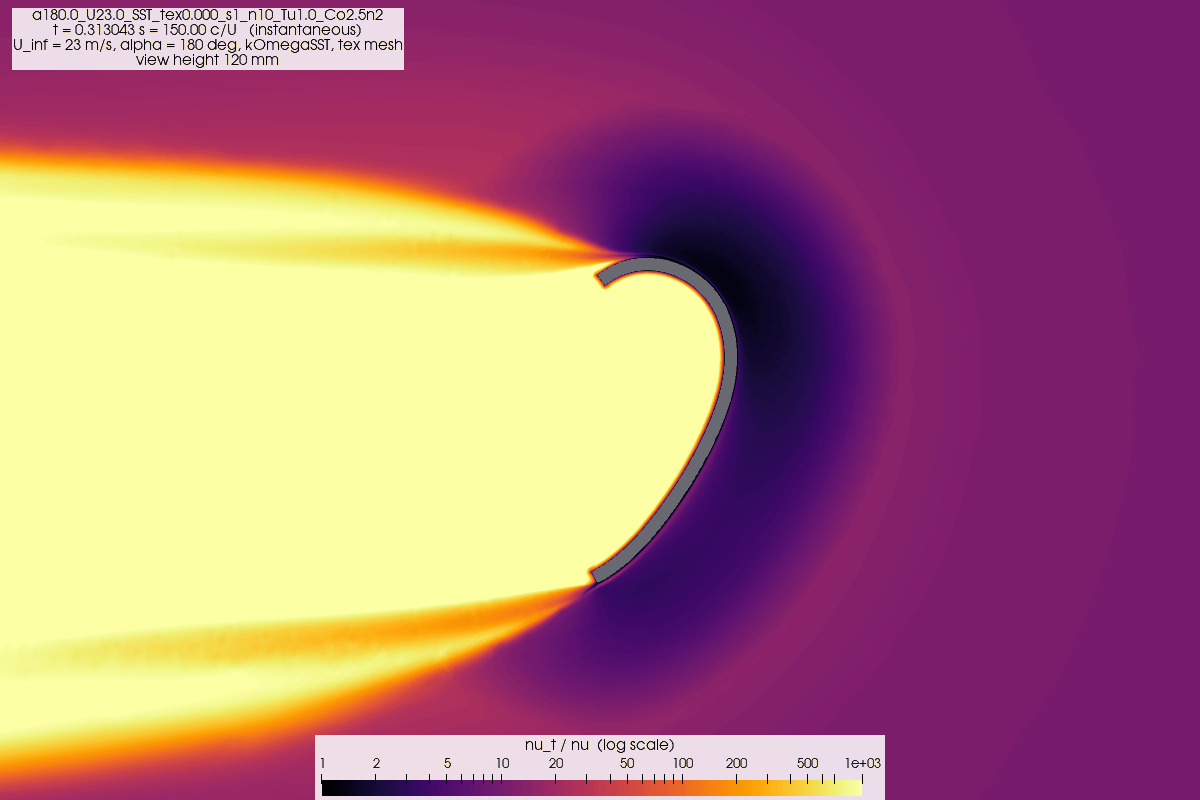 a180.0_U23.0_SST_tex0.000_s1_n10_Tu1.0_Co2.5n2
t = 0.313043 s = 150.00 c/U (instantaneous)
U_inf = 23 m/s, alpha = 180 deg, kOmegaSST, tex mesh
view height 120 mm
nu_t / nu (log scale)
1 2 5 10 20 50 100 200 500 1e+03